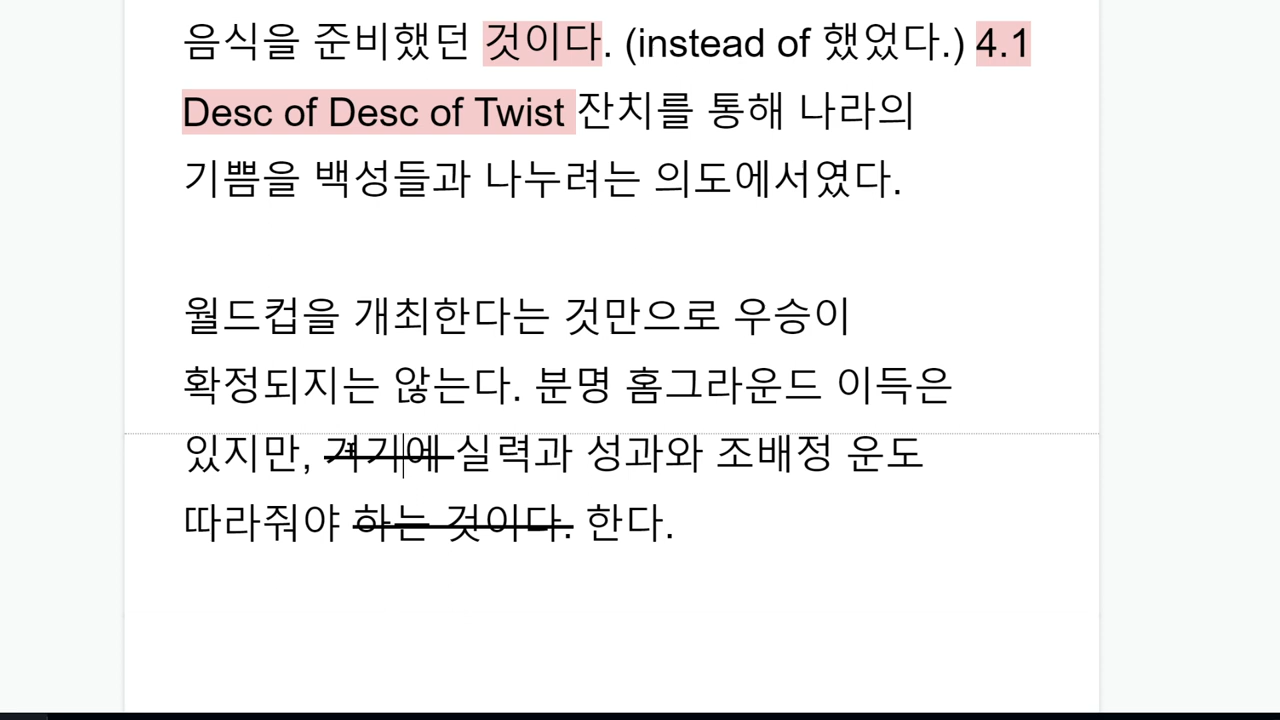 음식을 준비했던 것이다. (instead of 했었다.) 4.1
Desc of Desc of Twist 잔치를 통해 나라의
기쁨을 백성들과 나누려는 의도에서였다.
월드컵을 개최한다는 것만으로 우승이
확정되지는 않는다. 분명 홈그라운드 이득은
있지만, 거기에 실력과 성과와 조배정 운도
따라줘야 하는 것이다. 한다.